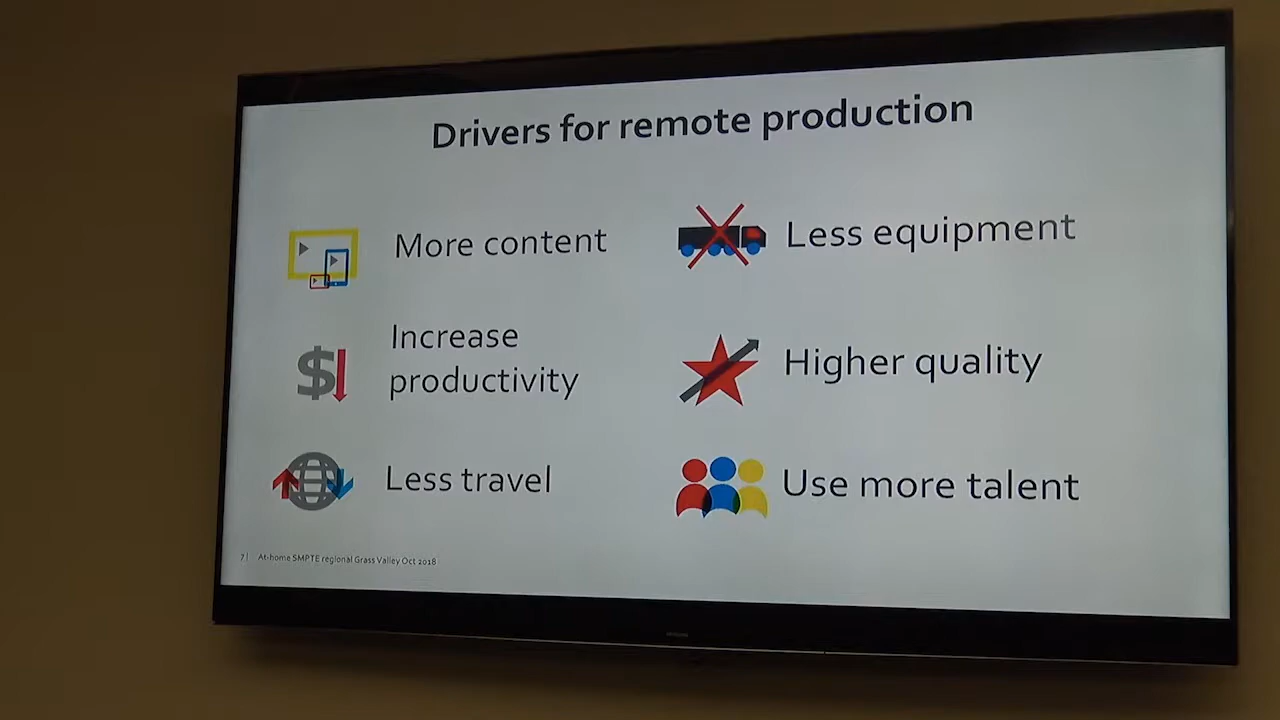 Drivers for remote production
More content
Less equipment
Increase
productivity
Higher quality
Less travel
Use more talent
7 | At-home SMPTE regional Grass Valley Oct 2018